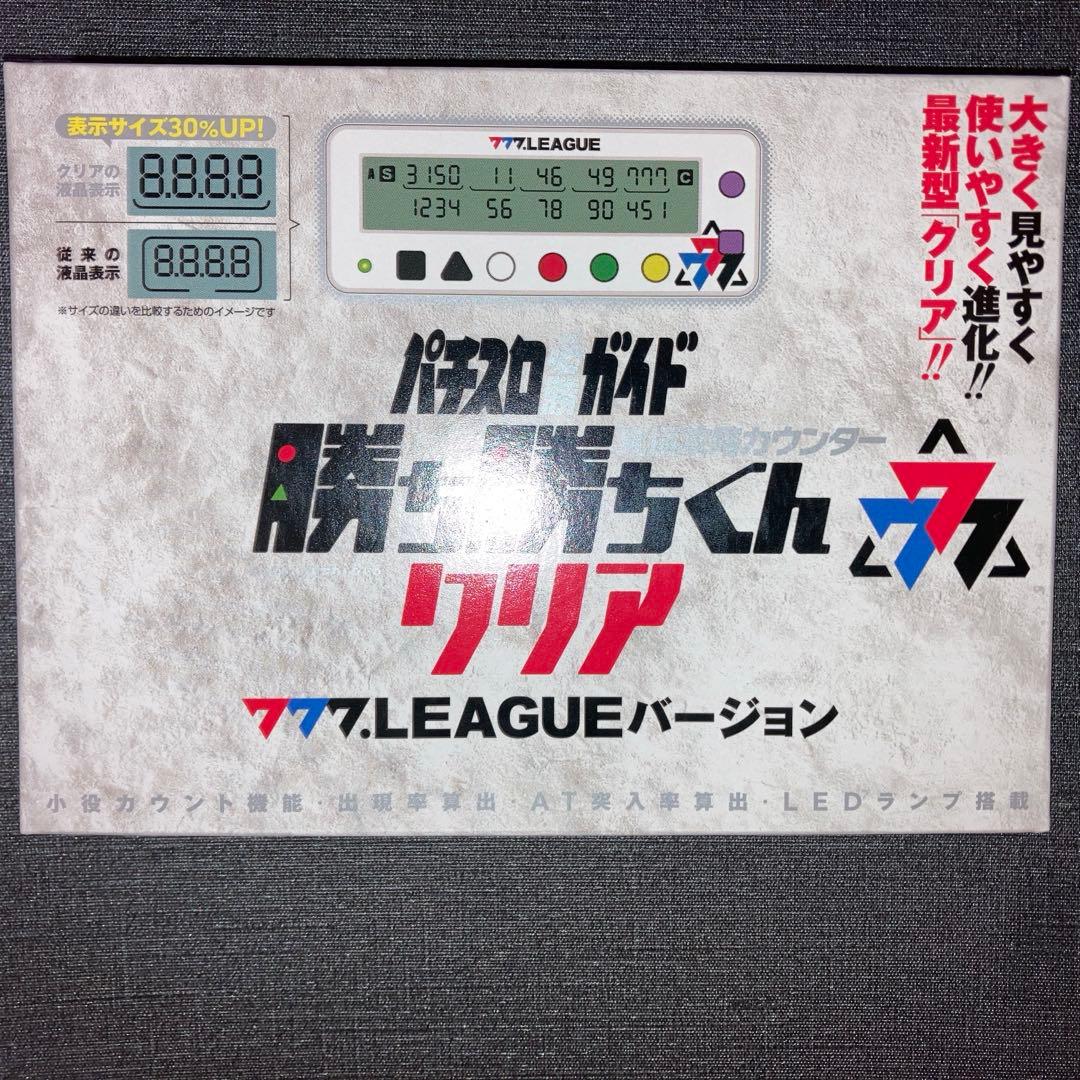 表示サイズ30%UP!
クリアの
液晶表示
8.8.8.8
従来の
液晶表示
8.8.8.8
※サイズの違いを比較するためのイメージです
777.LEAGUE
A S 3150 11 46 49 777 C
1234 56 78 90 451
777
大きく見やすく
使いやすく進化!!
最新型「クリア」!!
パチスロ ガイド
カウンター
勝ち勝ちくん
クリア
777
777.LEAGUEバージョン
小役カウント機能・出現率算出・AT突入率算出・LEDランプ搭載